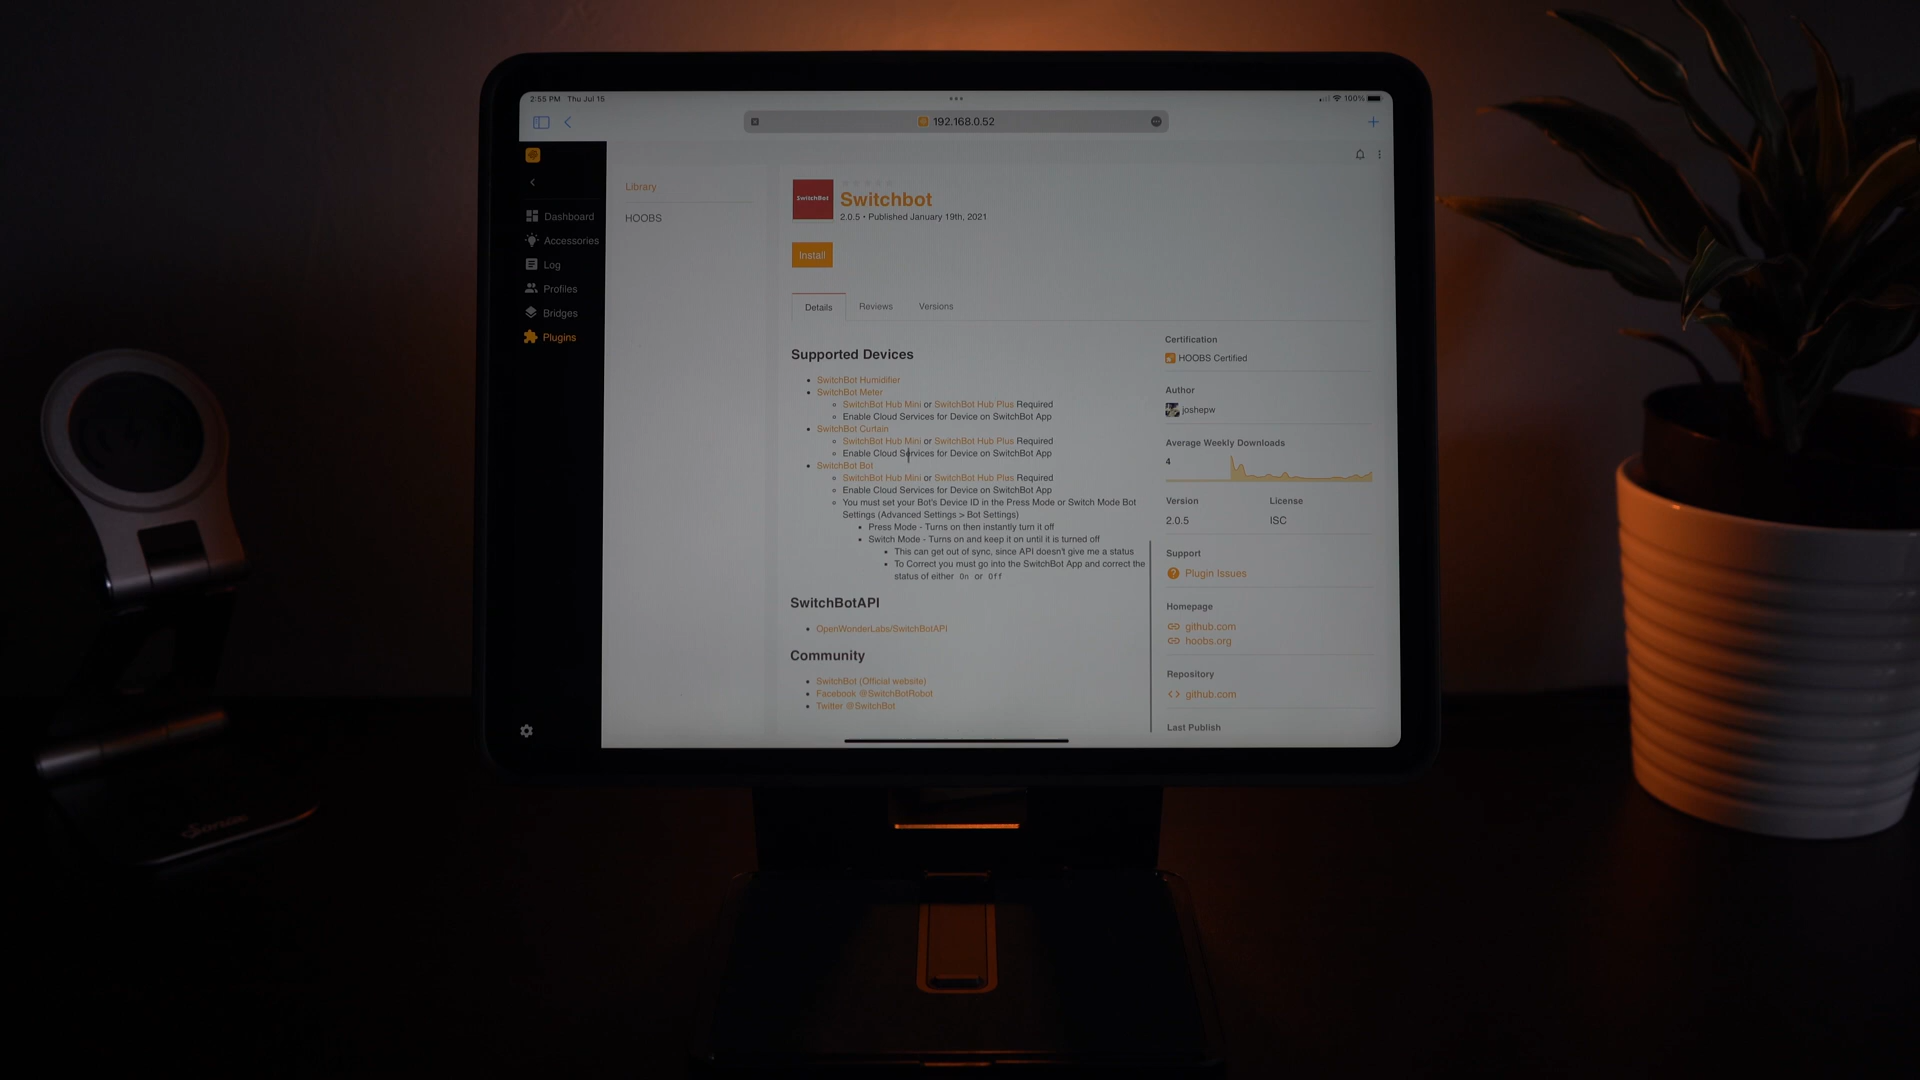 2:55 PM Thu Jul 15
100%
192.168.0.52
Dashboard
Accessories
Log
Profiles
Bridges
Plugins
Library
HOOBS
SwitchBot
Switchbot
2.0.5 • Published January 19th, 2021
Install
Details Reviews Versions
Supported Devices
SwitchBot Humidifier
SwitchBot Meter
SwitchBot Hub Mini or SwitchBot Hub Plus Required
Enable Cloud Services for Device on SwitchBot App
SwitchBot Curtain
SwitchBot Hub Mini or SwitchBot Hub Plus Required
Enable Cloud Services for Device on SwitchBot App
SwitchBot Bot
SwitchBot Hub Mini or SwitchBot Hub Plus Required
Enable Cloud Services for Device on SwitchBot App
You must set your Bot's Device ID in the Press Mode or Switch Mode Bot
Settings (Advanced Settings > Bot Settings)
Press Mode - Turns on then instantly turn it off
Switch Mode - Turns on and keep it on until it is turned off
This can get out of sync, since API doesn't give me a status
To Correct you must go into the SwitchBot App and correct the
status of either On or Off
SwitchBotAPI
OpenWonderLabs/SwitchBotAPI
Community
SwitchBot (Official website)
Facebook @SwitchBotRobot
Twitter @SwitchBot
Certification
HOOBS Certified
Author
joshepw
Average Weekly Downloads
4
Version License
2.0.5 ISC
Support
Plugin Issues
Homepage
github.com
hoobs.org
Repository
github.com
Last Publish